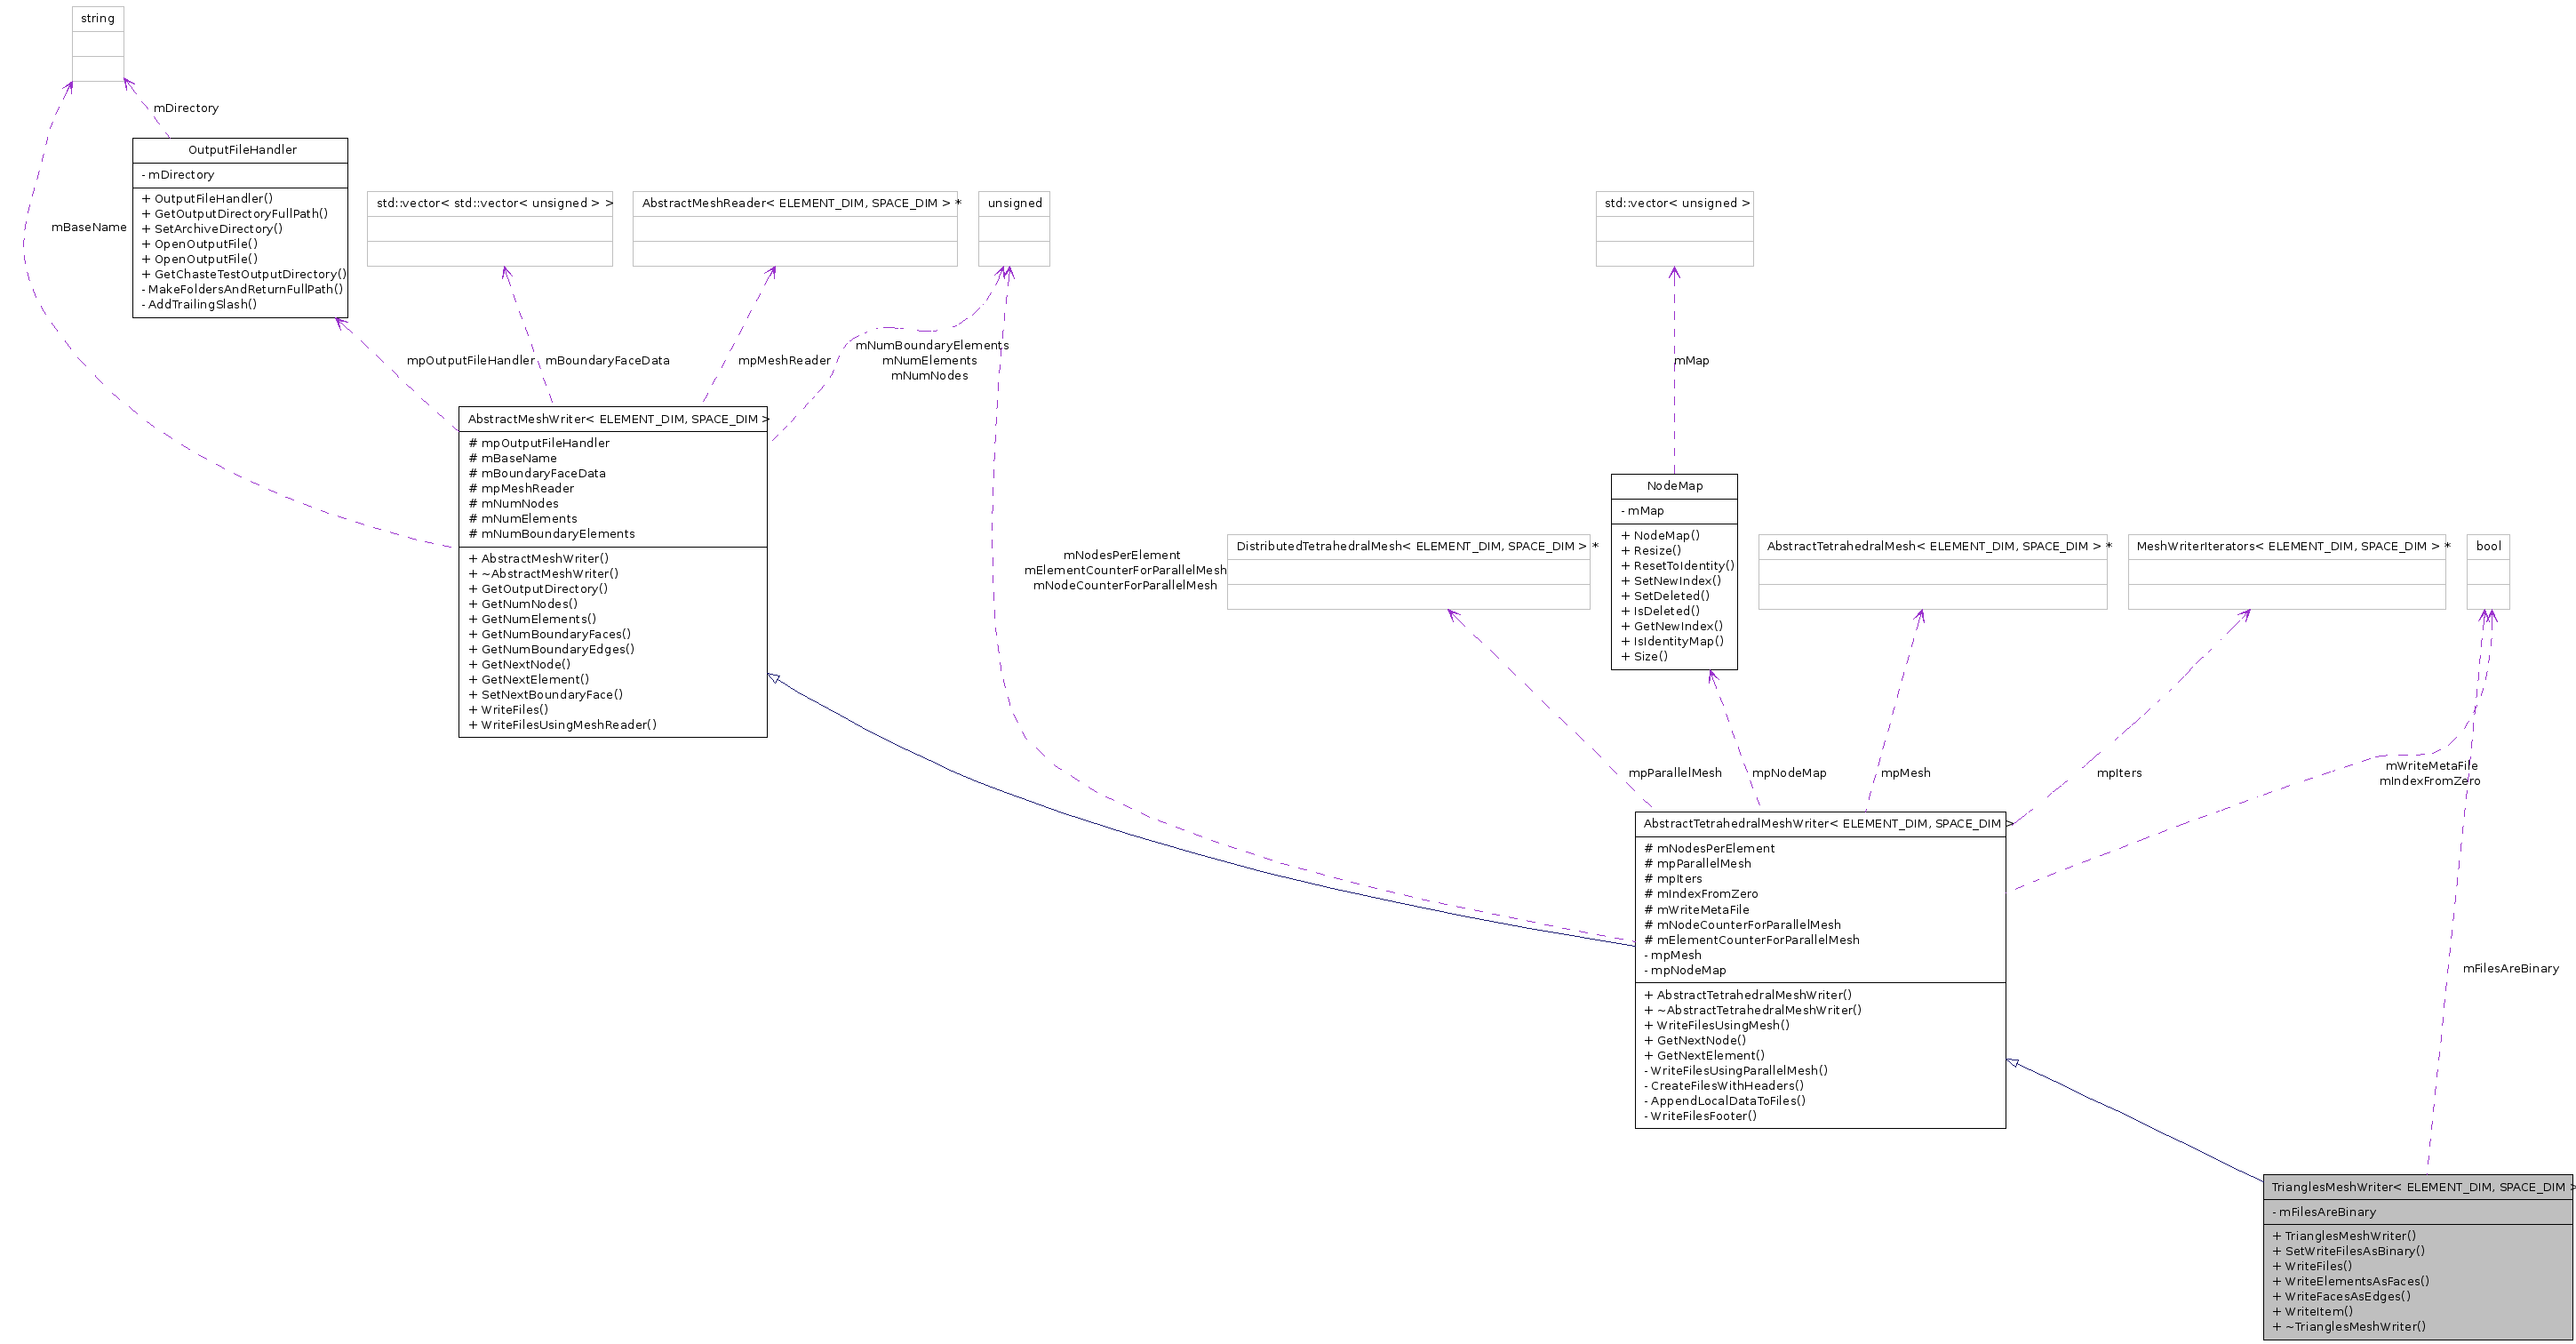 string
mDirectory
mBaseName
OutputFileHandler
- mDirectory
+ OutputFileHandler()
+ GetOutputDirectoryFullPath()
+ SetArchiveDirectory()
+ OpenOutputFile()
+ OpenOutputFile()
+ GetChasteTestOutputDirectory()
- MakeFoldersAndReturnFullPath()
- AddTrailingSlash()
std::vector< std::vector< unsigned > >
AbstractMeshReader< ELEMENT_DIM, SPACE_DIM > *
unsigned
std::vector< unsigned >
mpOutputFileHandler
mBoundaryFaceData
mpMeshReader
mNumBoundaryElements
mNumElements
mNumNodes
mMap
AbstractMeshWriter< ELEMENT_DIM, SPACE_DIM >
# mpOutputFileHandler
# mBaseName
# mBoundaryFaceData
# mpMeshReader
# mNumNodes
# mNumElements
# mNumBoundaryElements
+ AbstractMeshWriter()
+ ~AbstractMeshWriter()
+ GetOutputDirectory()
+ GetNumNodes()
+ GetNumElements()
+ GetNumBoundaryFaces()
+ GetNumBoundaryEdges()
+ GetNextNode()
+ GetNextElement()
+ SetNextBoundaryFace()
+ WriteFiles()
+ WriteFilesUsingMeshReader()
mNodesPerElement
mElementCounterForParallelMesh
mNodeCounterForParallelMesh
DistributedTetrahedralMesh< ELEMENT_DIM, SPACE_DIM > *
NodeMap
- mMap
+ NodeMap()
+ Resize()
+ ResetToIdentity()
+ SetNewIndex()
+ SetDeleted()
+ IsDeleted()
+ GetNewIndex()
+ IsIdentityMap()
+ Size()
AbstractTetrahedralMesh< ELEMENT_DIM, SPACE_DIM > *
MeshWriterIterators< ELEMENT_DIM, SPACE_DIM > *
bool
mpParallelMesh
mpNodeMap
mpMesh
mpIters
mWriteMetaFile
mIndexFromZero
AbstractTetrahedralMeshWriter< ELEMENT_DIM, SPACE_DIM >
# mNodesPerElement
# mpParallelMesh
# mpIters
# mIndexFromZero
# mWriteMetaFile
# mNodeCounterForParallelMesh
# mElementCounterForParallelMesh
- mpMesh
- mpNodeMap
+ AbstractTetrahedralMeshWriter()
+ ~AbstractTetrahedralMeshWriter()
+ WriteFilesUsingMesh()
+ GetNextNode()
+ GetNextElement()
- WriteFilesUsingParallelMesh()
- CreateFilesWithHeaders()
- AppendLocalDataToFiles()
- WriteFilesFooter()
mFilesAreBinary
TrianglesMeshWriter< ELEMENT_DIM, SPACE_DIM >
- mFilesAreBinary
+ TrianglesMeshWriter()
+ SetWriteFilesAsBinary()
+ WriteFiles()
+ WriteElementsAsFaces()
+ WriteFacesAsEdges()
+ WriteItem()
+ ~TrianglesMeshWriter()